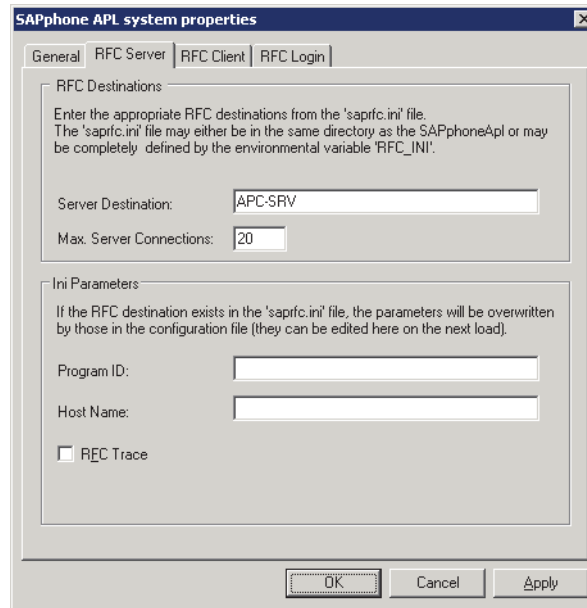 SAPphone APL system properties
General RFC Server RFC Client RFC Login
RFC Destinations
Enter the appropriate RFC destinations from the 'saprfc.ini' file.
The 'saprfc.ini' file may either be in the same directory as the SAPphoneApl or may
be completely defined by the environmental variable 'RFC_INI'.
Server Destination: APC-SRV
Max. Server Connections: 20
Ini Parameters
If the RFC destination exists in the 'saprfc.ini' file, the parameters will be overwritten
by those in the configuration file (they can be edited here on the next load).
Program ID:
Host Name:
RFC Trace
OK Cancel Apply